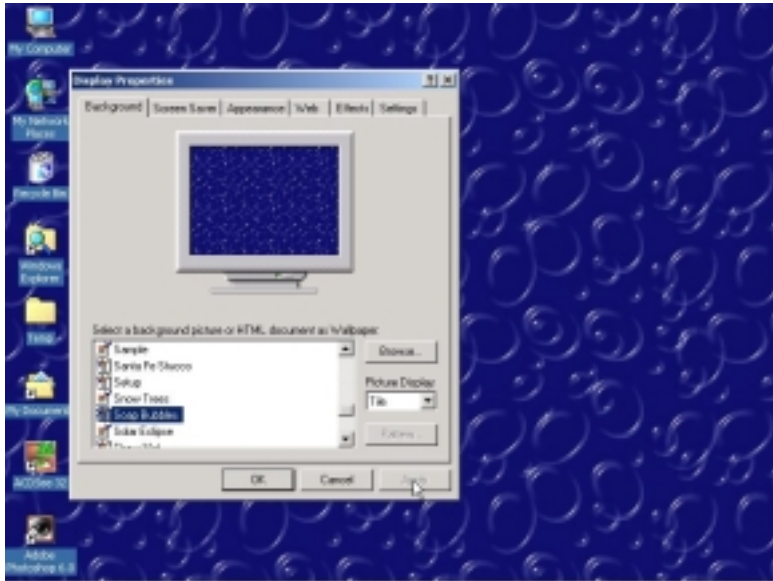 My Computer
My Network
Places
Recycle Bin
Windows
Explorer
Temp
My Documents
ACDSee 32
Adobe
Photoshop 6.0
Display Properties
Background Screen Saver Appearance Web Effects Settings
Select a background picture or HTML document as Wallpaper:
Sample
Santa Fe Stucco
Setup
Snow Trees
Soap Bubbles
Solar Eclipse
Browse...
Picture Display:
Tile
Pattern...
OK Cancel Apply